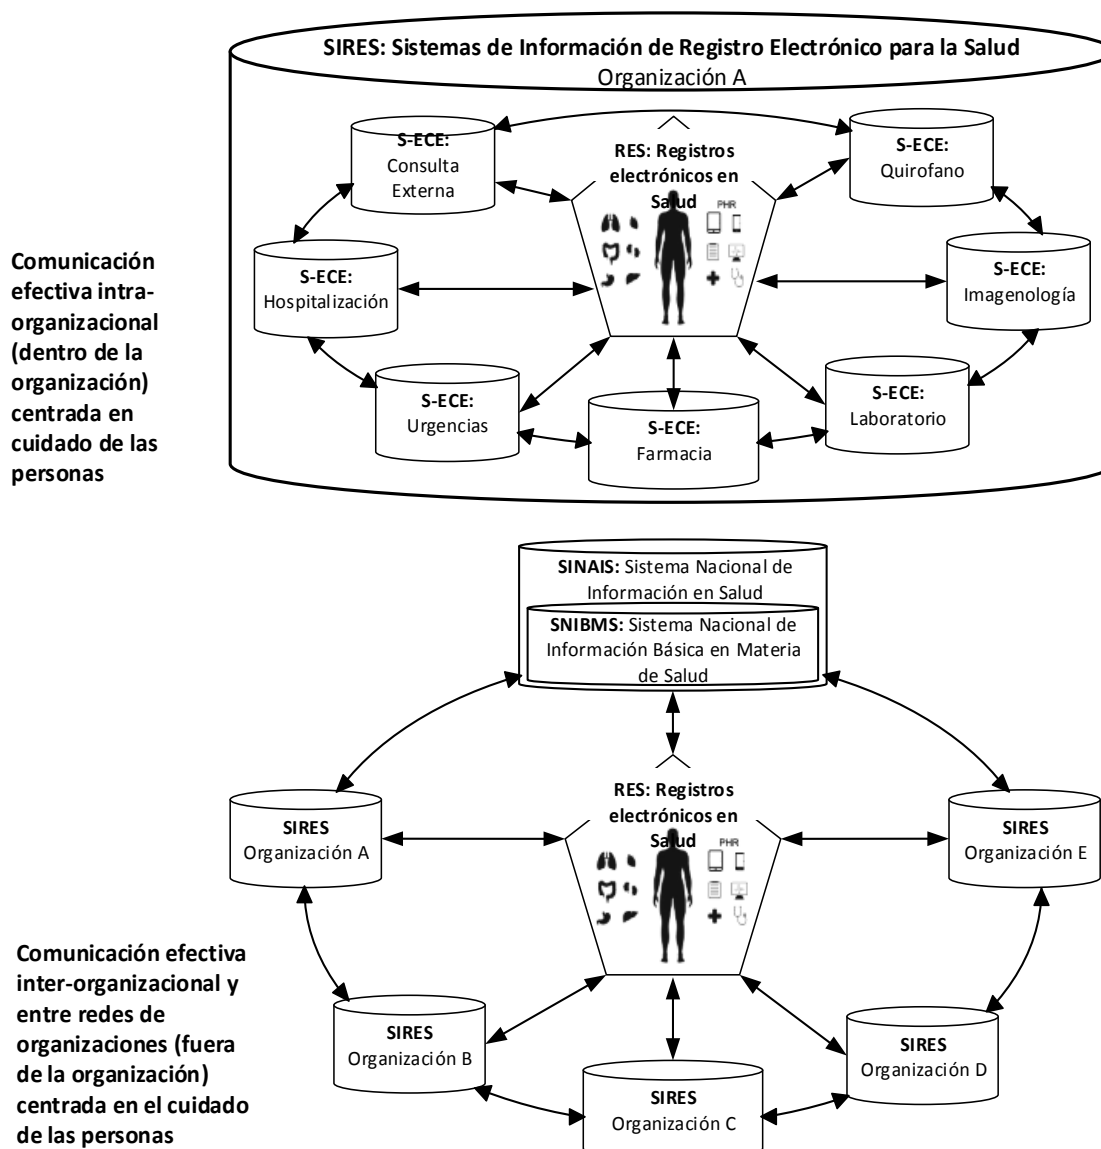 SIRES: Sistemas de Información de Registro Electrónico para la Salud
Organización A
S-ECE:
Consulta
Externa
RES: Registros
electrónicos en
Salud
PHR
S-ECE:
Quirofano
S-ECE:
Hospitalización
S-ECE:
Imagenología
S-ECE:
Urgencias
S-ECE:
Farmacia
S-ECE:
Laboratorio
Comunicación
efectiva intra-
organizacional
(dentro de la
organización)
centrada en
cuidado de las
personas
SINAIS: Sistema Nacional de
Información en Salud
SNIBMS: Sistema Nacional de
Información Básica en Materia
de Salud
RES: Registros
electrónicos en
Salud
PHR
SIRES
Organización A
SIRES
Organización E
SIRES
Organización B
SIRES
Organización D
SIRES
Organización C
Comunicación efectiva
inter-organizacional y
entre redes de
organizaciones (fuera
de la organización)
centrada en el cuidado
de las personas